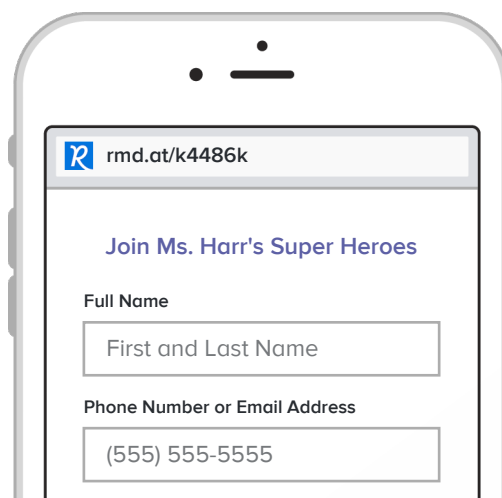 rmd.at/k4486k
Join Ms. Harr's Super Heroes
Full Name
First and Last Name
Phone Number or Email Address
(555) 555-5555